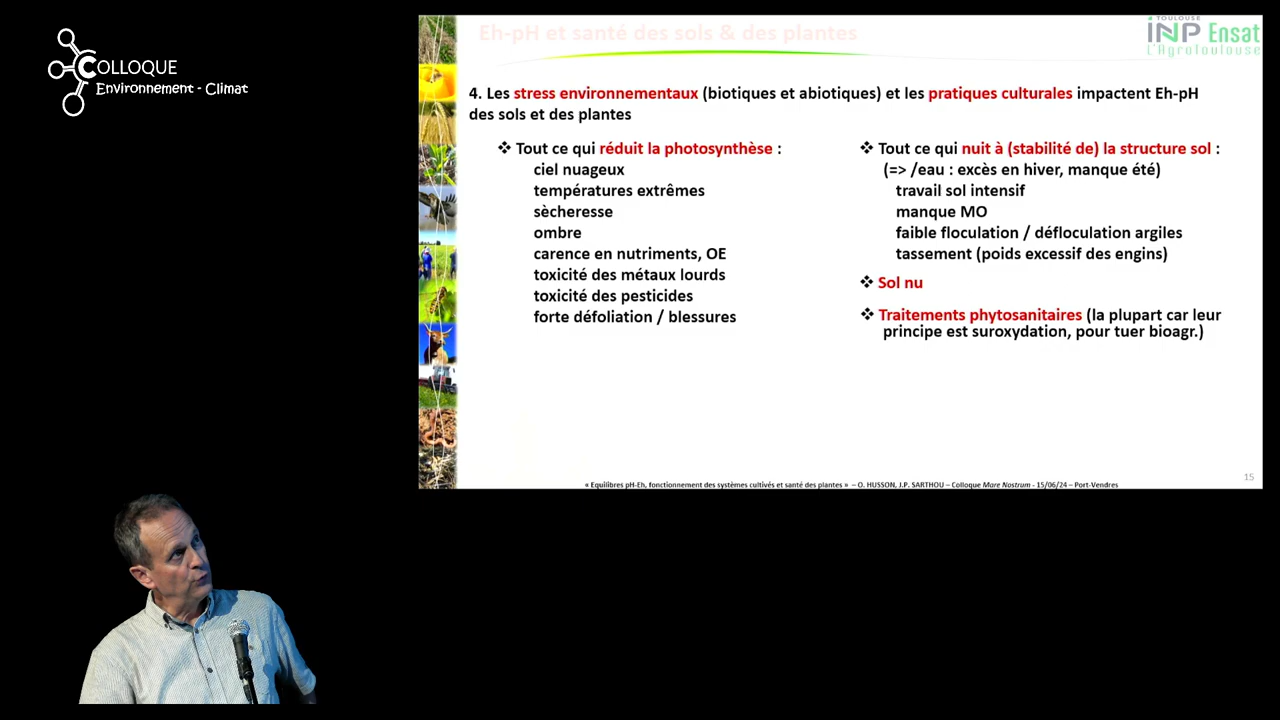 COLLOQUE
Environnement - Climat
Eh-pH et santé des sols & des plantes
TOULOUSE
INP Ensat
L'AgroToulouse
4. Les stress environnementaux (biotiques et abiotiques) et les pratiques culturales impactent Eh-pH
des sols et des plantes
❖ Tout ce qui réduit la photosynthèse :
ciel nuageux
températures extrêmes
sècheresse
ombre
carence en nutriments, OE
toxicité des métaux lourds
toxicité des pesticides
forte défoliation / blessures
❖ Tout ce qui nuit à (stabilité de) la structure sol :
(=> /eau : excès en hiver, manque été)
travail sol intensif
manque MO
faible floculation / défloculation argiles
tassement (poids excessif des engins)
❖ Sol nu
❖ Traitements phytosanitaires (la plupart car leur
principe est suroxydation, pour tuer bioagr.)
« Equilibres pH-Eh, fonctionnement des systèmes cultivés et santé des plantes » – O. HUSSON, J.P. SARTHOU – Colloque Mare Nostrum - 15/06/24 – Port-Vendres
15